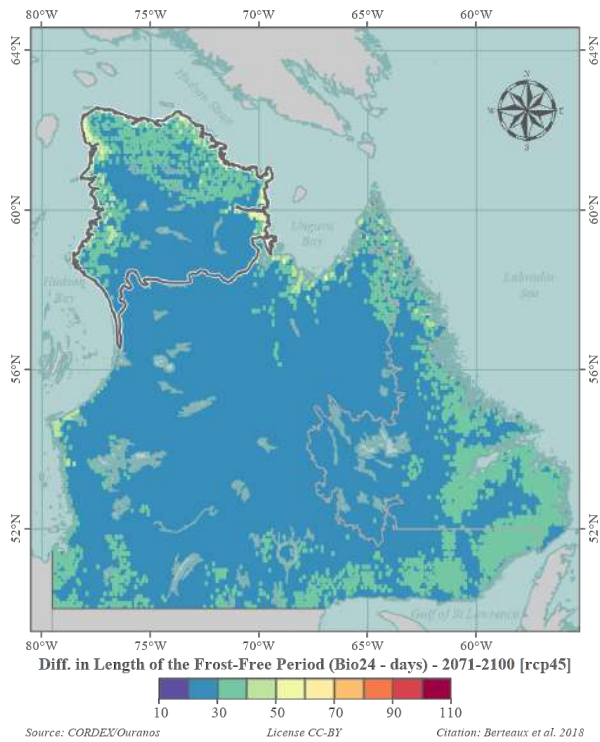 80°W 75°W 70°W 65°W 60°W
64°N 64°N
Hudson Strait
N
W E
S
60°N 60°N
Ungava
Bay
Hudson
Bay
Labrador
Sea
56°N 56°N
52°N 52°N
Gulf of St Lawrence
80°W 75°W 70°W 65°W 60°W
Diff. in Length of the Frost-Free Period (Bio24 - days) - 2071-2100 [rcp45]
10 30 50 70 90 110
Source: CORDEX/Ouranos License CC-BY Citation: Berteaux et al. 2018